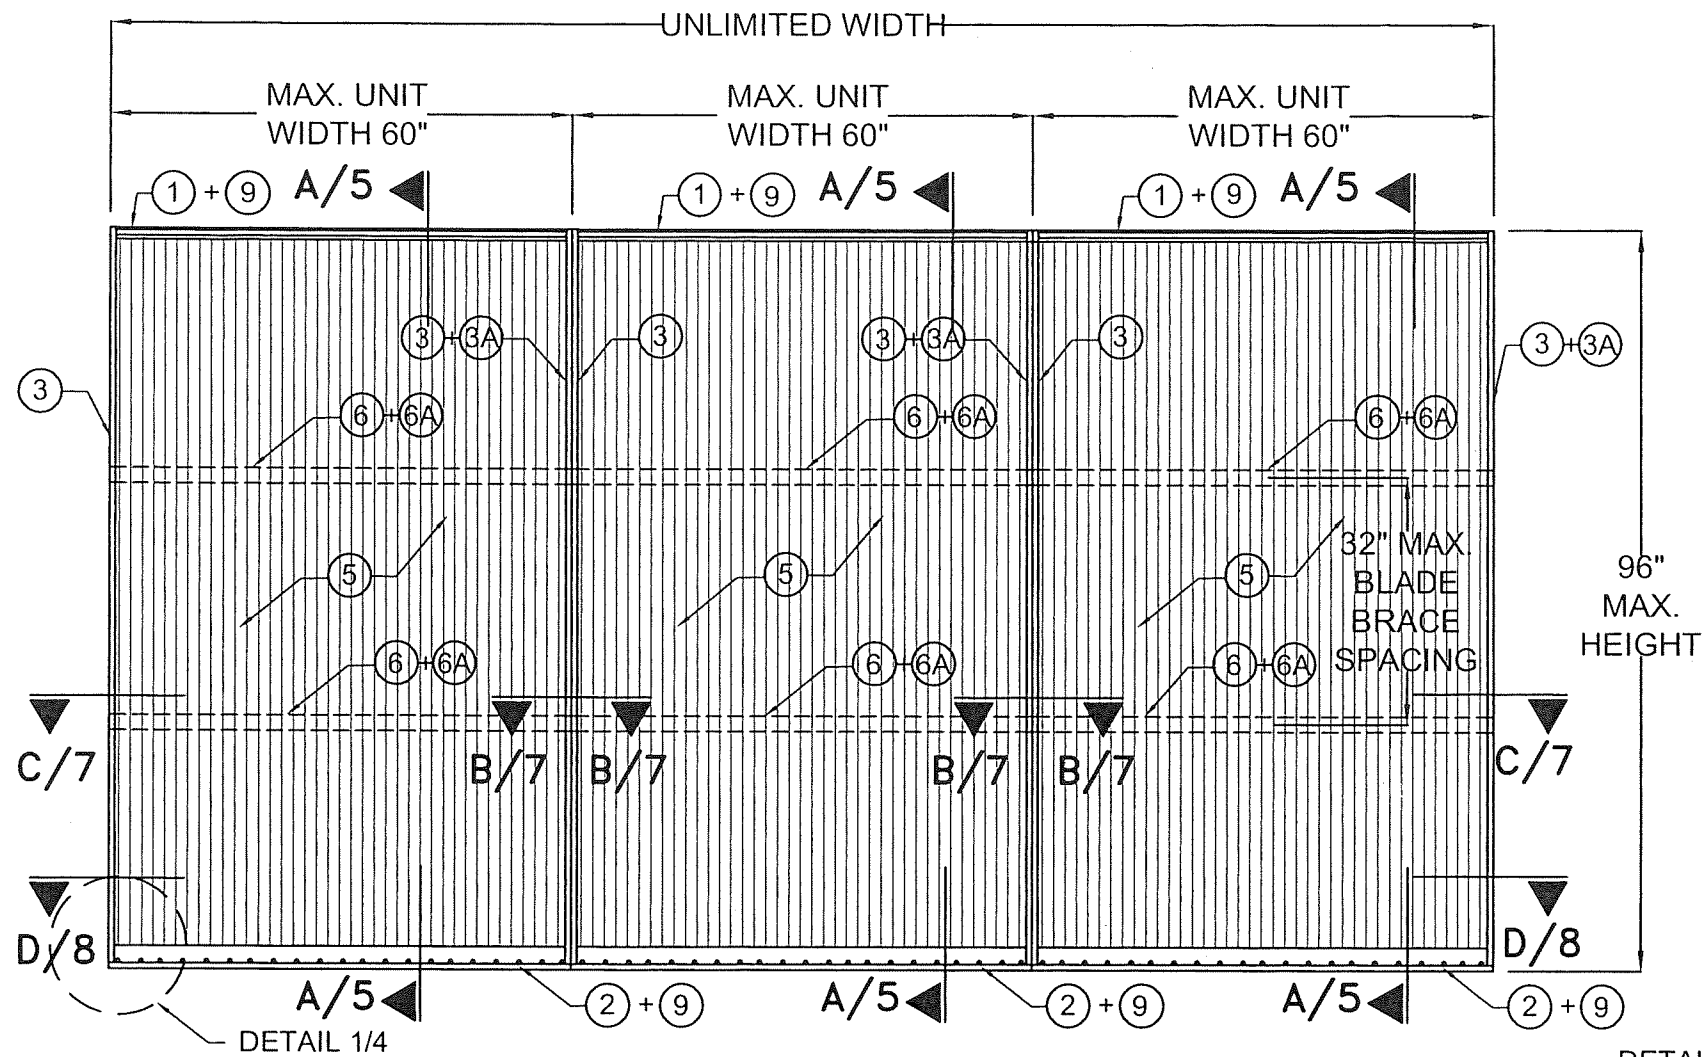 UNLIMITED WIDTH
MAX. UNIT
WIDTH 60"
MAX. UNIT
WIDTH 60"
MAX. UNIT
WIDTH 60"
1 + 9 A/5
1 + 9 A/5
1 + 9 A/5
3 + 3A
3
3 + 3A
3
3 + 3A
3
6 + 6A
6 + 6A
6 + 6A
5
5
5
32" MAX.
BLADE
BRACE
SPACING
96"
MAX.
HEIGHT
6 + 6A
6 + 6A
6 + 6A
C/7
B/7
B/7
B/7
B/7
C/7
D/8
D/8
A/5
2 + 9
A/5
2 + 9
A/5
2 + 9
DETAIL 1/4